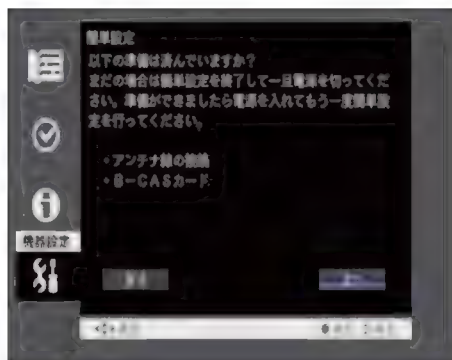 簡単設定
以下の準備は済んでいますか?
まだの場合は簡単設定を終了して一旦電源を切ってくだ
さい。準備ができましたら電源を入れてもう一度簡単設
定を行ってください。
・アンテナ線の接続
・B－CASカード
機器設定